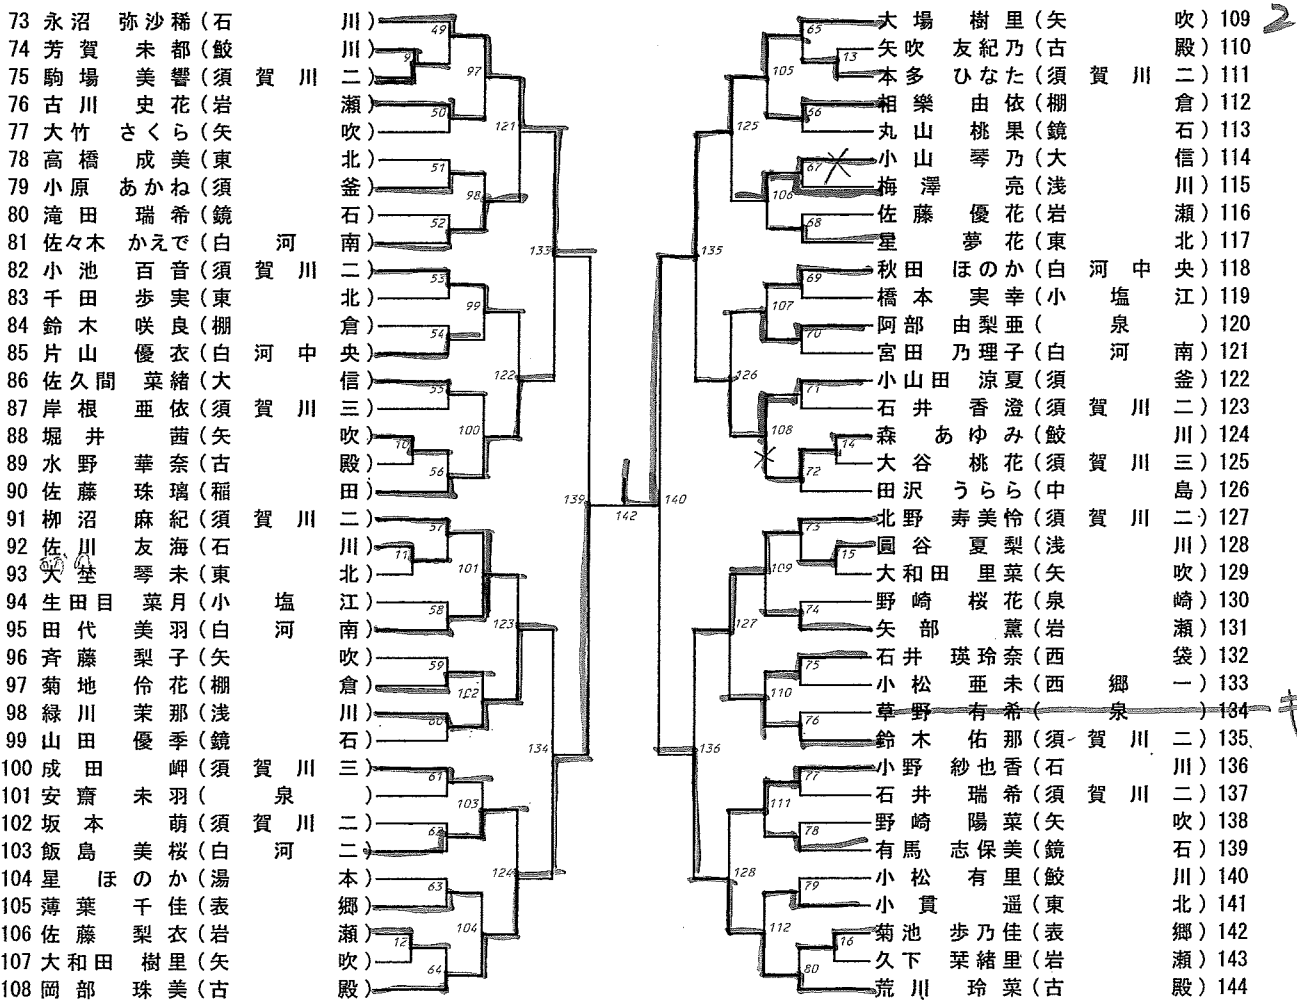 73 永沼 弥沙稀 (石川)
74 芳賀 未都 (鮫川)
75 駒場 美響 (須賀川二)
76 古川 史花 (岩瀬)
77 大竹 さくら (矢吹)
78 高橋 成美 (東北)
79 小原 あかね (須釜)
80 滝田 瑞希 (鏡石)
81 佐々木 かえで (白河南)
82 小池 百音 (須賀川二)
83 千田 歩実 (東北)
84 鈴木 咲良 (棚倉)
85 片山 優衣 (白河中央)
86 佐久間 菜緒 (大信)
87 岸根 亜依 (須賀川三)
88 堀井 茜 (矢吹)
89 水野 華奈 (古殿)
90 佐藤 珠璃 (稲田)
91 柳沼 麻紀 (須賀川二)
92 佐川 友海 (石川)
93 大埜 琴未 (東北)
94 生田目 菜月 (小塩江)
95 田代 美羽 (白河南)
96 斉藤 梨子 (矢吹)
97 菊地 伶花 (棚倉)
98 緑川 茉那 (浅川)
99 山田 優季 (鏡石)
100 成田 岬 (須賀川三)
101 安齋 未羽 (泉)
102 坂本 萌 (須賀川二)
103 飯島 美桜 (白河二)
104 星 ほのか (湯本)
105 薄葉 千佳 (表郷)
106 佐藤 梨衣 (岩瀬)
107 大和田 樹里 (矢吹)
108 岡部 珠美 (古殿)
49
9
97
50
121
51
98
52
133
53
99
54
122
55
100
10
56
139
57
11
101
58
123
59
102
60
134
61
103
62
124
63
104
12
64
142
140
65
13
105
66
125
67
106
68
135
69
107
70
126
71
108
14
72
73
15
109
74
127
75
110
76
136
77
111
78
128
79
112
16
80
大場 樹里 (矢吹) 109 2
矢吹 友紀乃 (古殿) 110
本多 ひなた (須賀川二) 111
相樂 由依 (棚倉) 112
丸山 桃果 (鏡石) 113
小山 琴乃 (大信) 114
梅澤 亮 (浅川) 115
佐藤 優花 (岩瀬) 116
星 夢花 (東北) 117
秋田 ほのか (白河中央) 118
橋本 実幸 (小塩江) 119
阿部 由梨亜 (泉) 120
宮田 乃理子 (白河南) 121
小山田 涼夏 (須釜) 122
石井 香澄 (須賀川二) 123
森 あゆみ (鮫川) 124
大谷 桃花 (須賀川三) 125
田沢 うらら (中島) 126
北野 寿美怜 (須賀川二) 127
圓谷 夏梨 (浅川) 128
大和田 里菜 (矢吹) 129
野崎 桜花 (泉崎) 130
矢部 薫 (岩瀬) 131
石井 瑛玲奈 (西袋) 132
小松 亜未 (西郷一) 133
草野 有希 (泉) 134 キ
鈴木 佑那 (須賀川二) 135
小野 紗也香 (石川) 136
石井 瑞希 (須賀川二) 137
野崎 陽菜 (矢吹) 138
有馬 志保美 (鏡石) 139
小松 有里 (鮫川) 140
小貫 遥 (東北) 141
菊池 歩乃佳 (表郷) 142
久下 栞緒里 (岩瀬) 143
荒川 玲菜 (古殿) 144